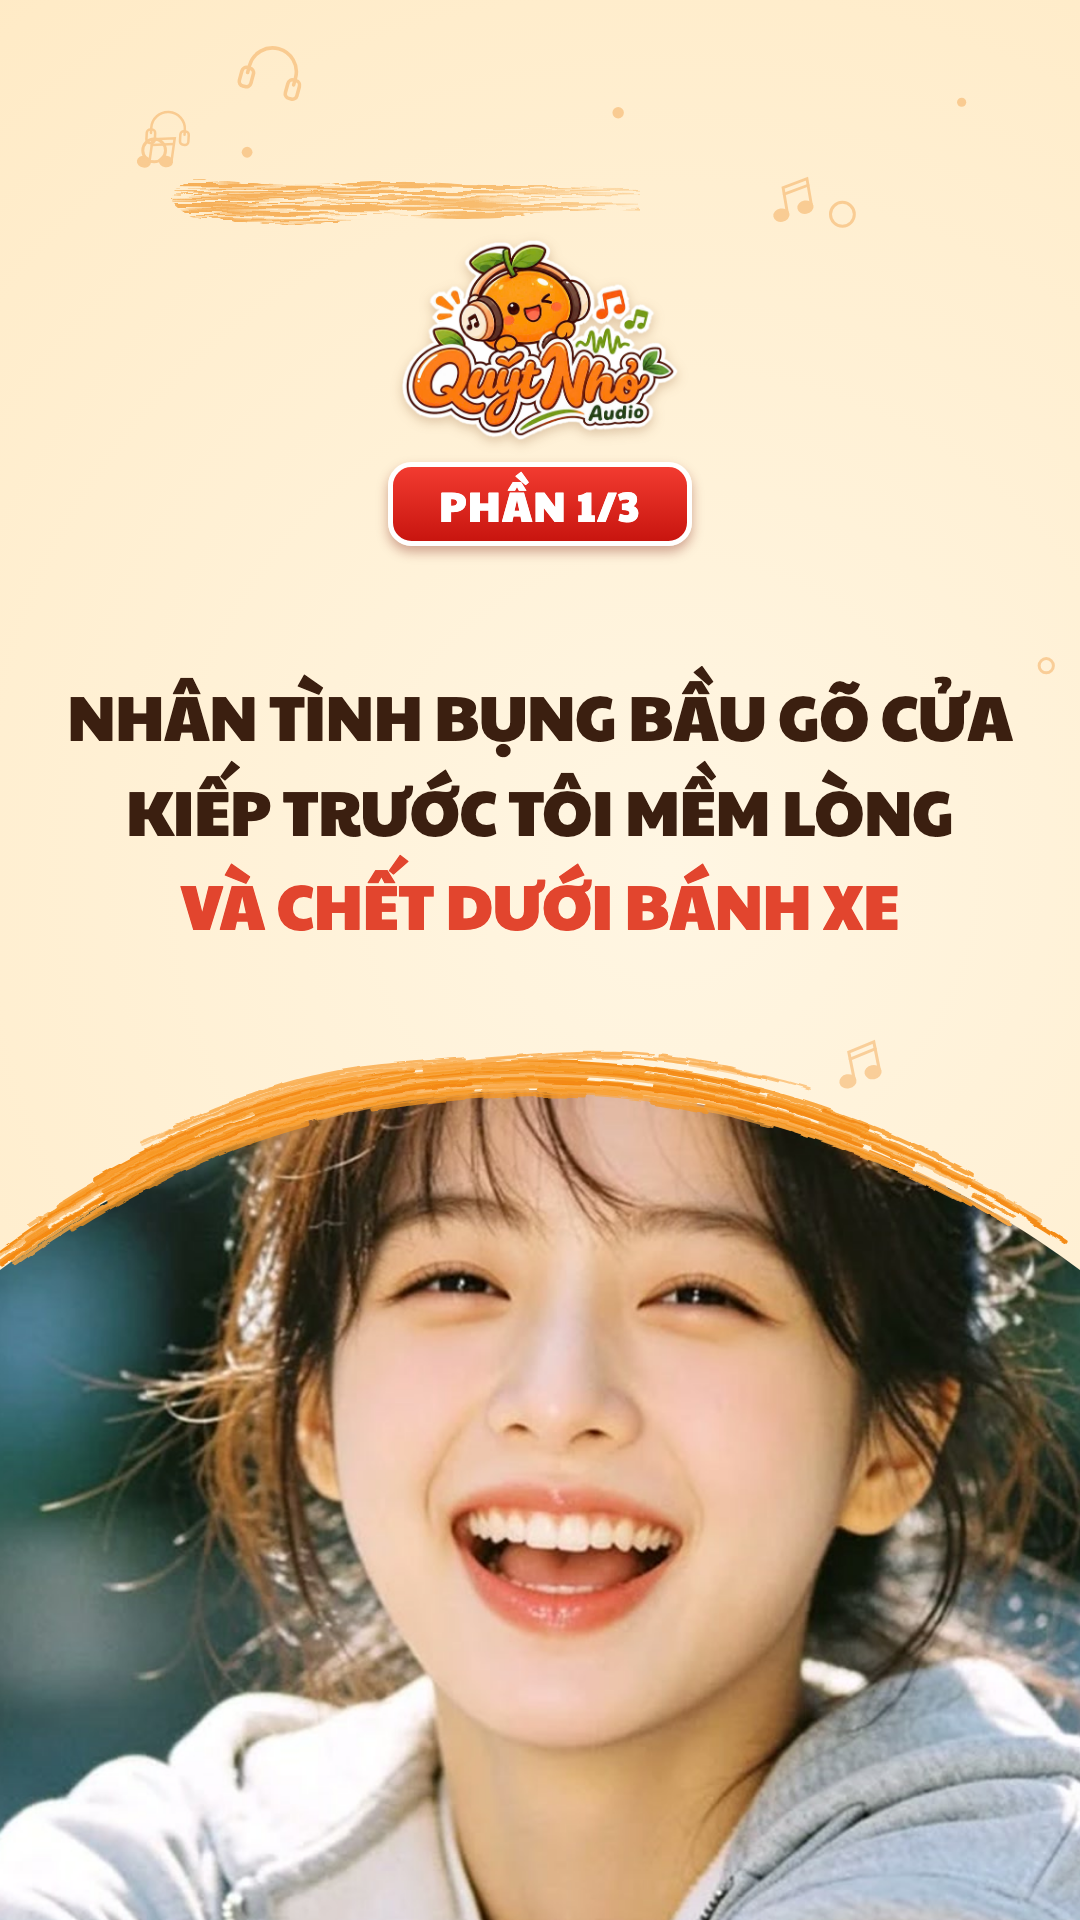 Quýt Nhỏ
Audio
PHẦN 1/3
NHÂN TÌNH BỤNG BẦU GÕ CỬA
KIẾP TRƯỚC TÔI MỀM LÒNG
VÀ CHẾT DƯỚI BÁNH XE